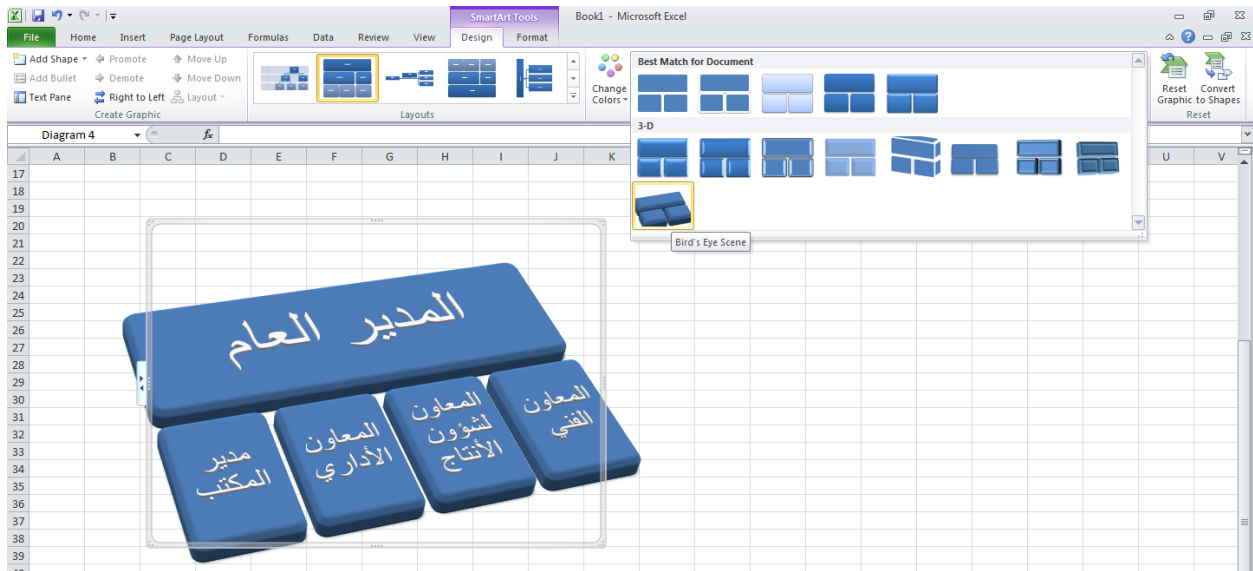 SmartArt Tools
Book1 - Microsoft Excel
File Home Insert Page Layout Formulas Data Review View Design Format
Add Shape Promote Move Up
Add Bullet Demote Move Down
Text Pane Right to Left Layout
Create Graphic
Layouts
Change Colors
Best Match for Document
3-D
Bird's Eye Scene
Reset Graphic
Convert to Shapes
Reset
Diagram 4
fx
A B C D E F G H I J K U V
17
18
19
20
21
22
23
24
25
26
27
28
29
30
31
32
33
34
35
36
37
38
39
المدير العام
المعاون
الفني
المعاون
لشؤون
الأنتاج
المعاون
الأداري
مدير
المكتب